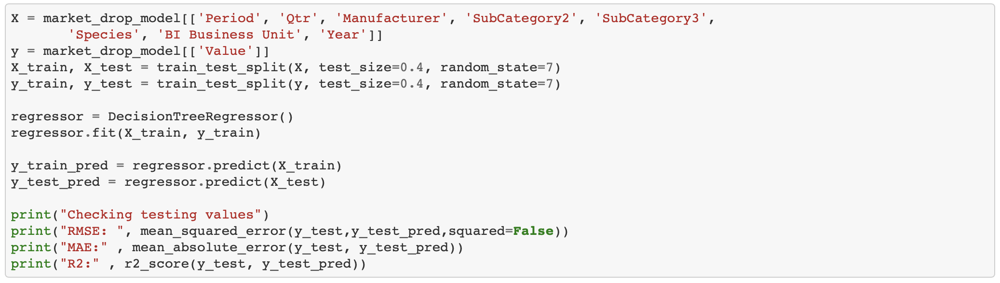 X = market_drop_model[['Period', 'Qtr', 'Manufacturer', 'SubCategory2', 'SubCategory3',
       'Species', 'BI Business Unit', 'Year']]
y = market_drop_model[['Value']]
X_train, X_test = train_test_split(X, test_size=0.4, random_state=7)
y_train, y_test = train_test_split(y, test_size=0.4, random_state=7)

regressor = DecisionTreeRegressor()
regressor.fit(X_train, y_train)

y_train_pred = regressor.predict(X_train)
y_test_pred = regressor.predict(X_test)

print("Checking testing values")
print("RMSE: ", mean_squared_error(y_test,y_test_pred,squared=False))
print("MAE:" , mean_absolute_error(y_test, y_test_pred))
print("R2:" , r2_score(y_test, y_test_pred))